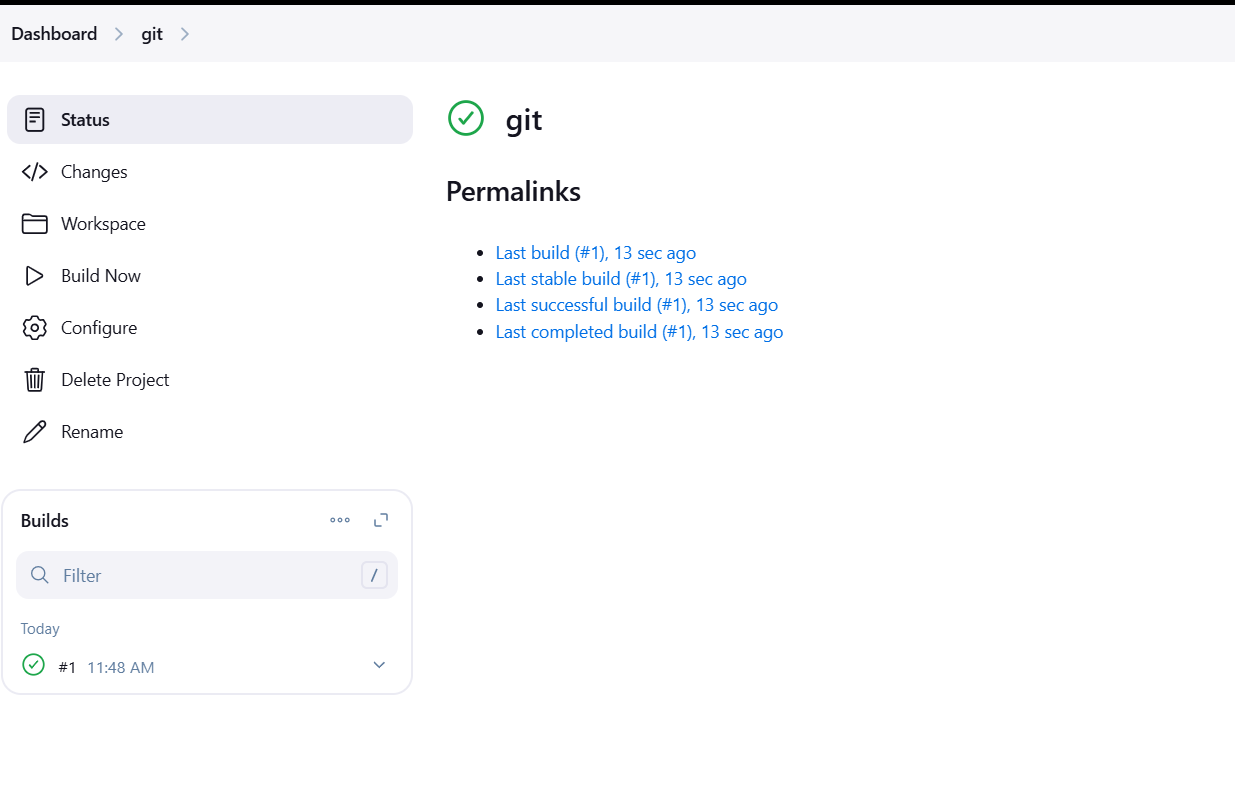 Dashboard git
Status
Changes
Workspace
Build Now
Configure
Delete Project
Rename
Builds
Filter /
Today
#1 11:48 AM
git
Permalinks
Last build (#1), 13 sec ago
Last stable build (#1), 13 sec ago
Last successful build (#1), 13 sec ago
Last completed build (#1), 13 sec ago